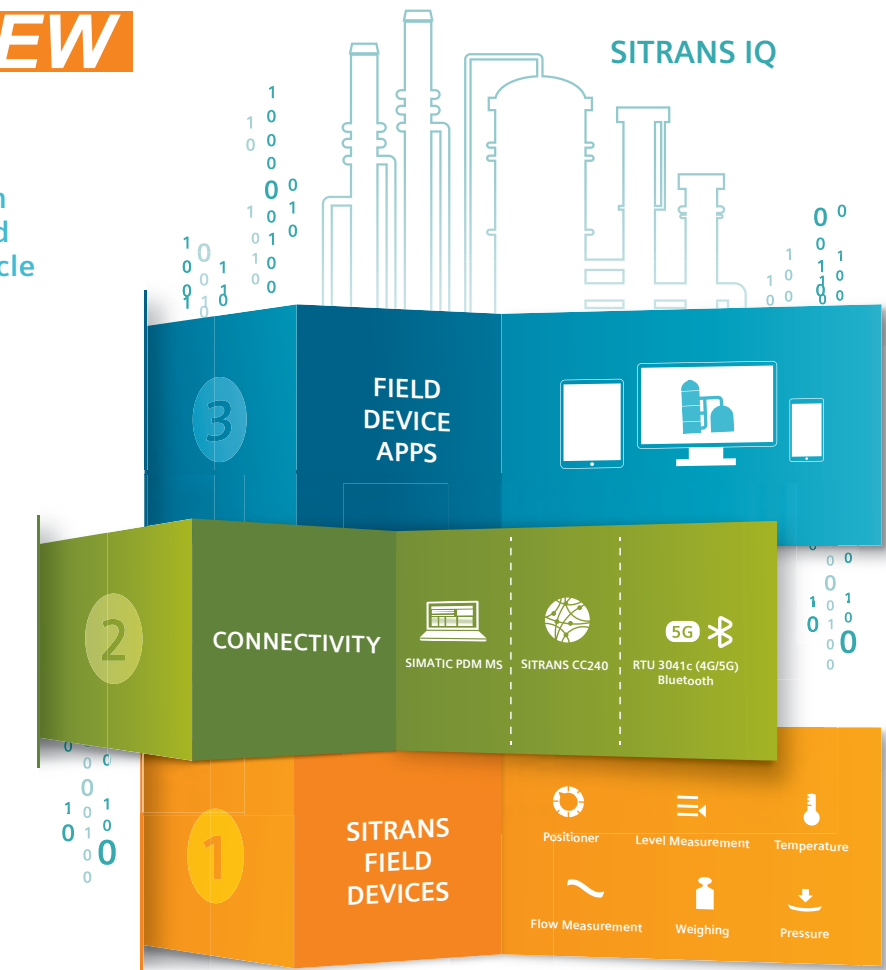 EW
SITRANS IQ
n
d
cle
3
FIELD
DEVICE
APPS
2
CONNECTIVITY
SIMATIC PDM MS
SITRANS CC240
5G
RTU 3041c (4G/5G)
Bluetooth
1
SITRANS
FIELD
DEVICES
Positioner
Level Measurement
Temperature
Flow Measurement
Weighing
Pressure